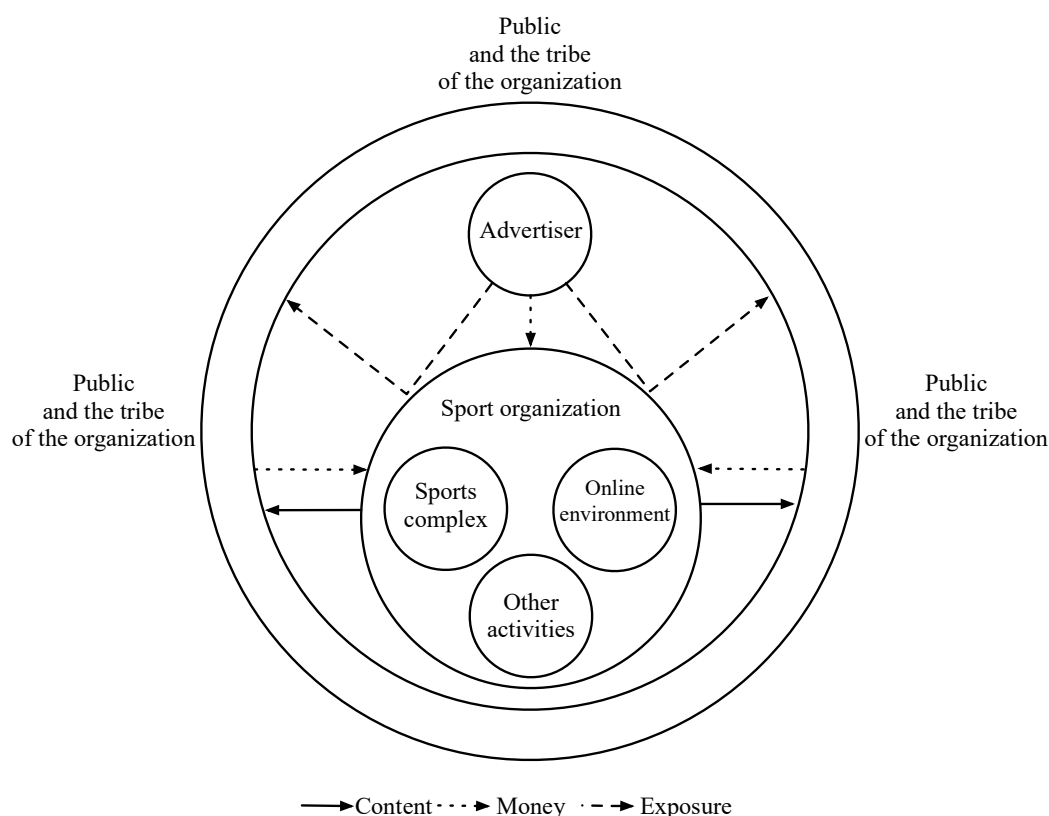 Public
and the tribe
of the organization
Advertiser
Public
and the tribe
of the organization
Public
and the tribe
of the organization
Sport organization
Sports
complex
Online
environment
Other
activities
Content Money Exposure